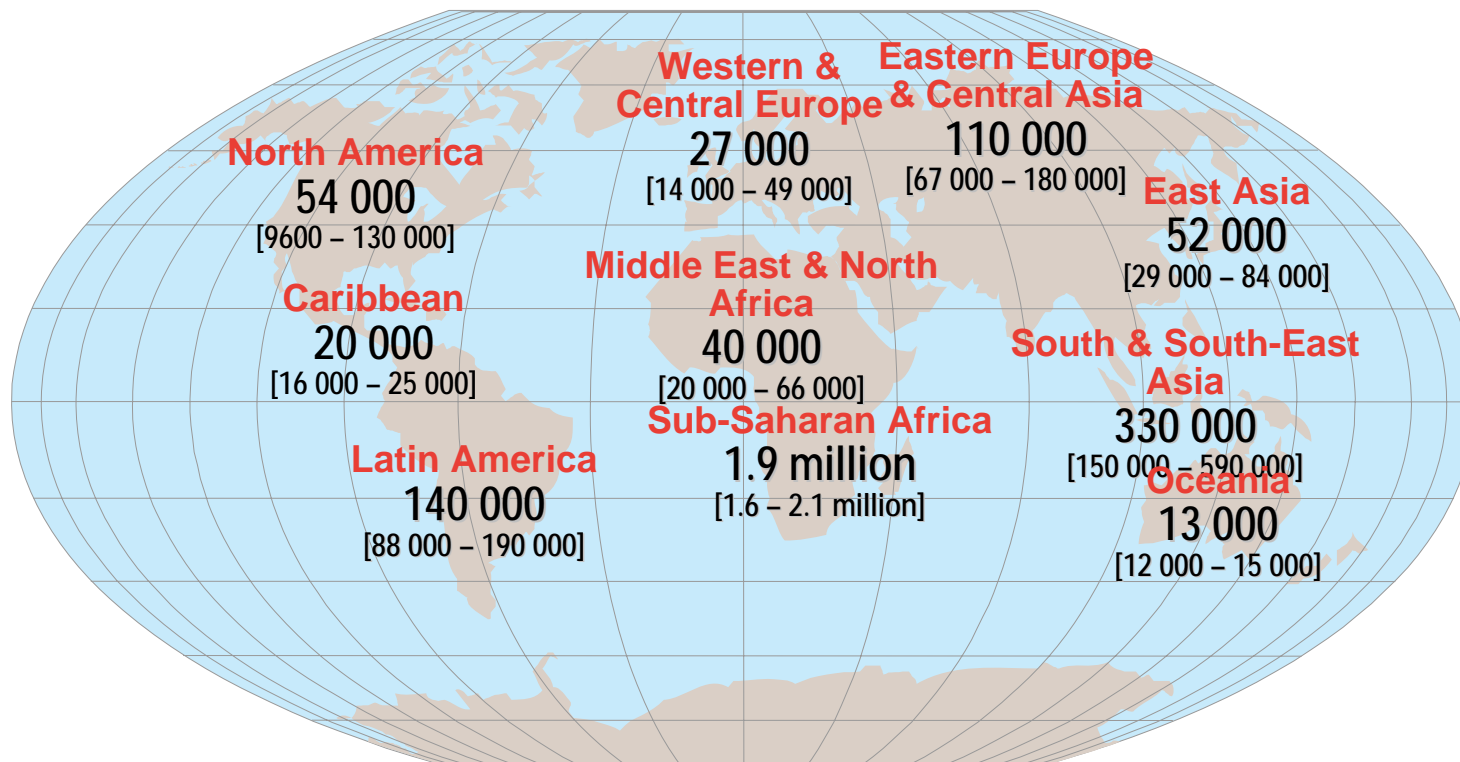 Western &
Central Europe
27 000
[14 000 – 49 000]
Eastern Europe
& Central Asia
110 000
[67 000 – 180 000]
North America
54 000
[9600 – 130 000]
East Asia
52 000
[29 000 – 84 000]
Middle East & North
Africa
40 000
[20 000 – 66 000]
Caribbean
20 000
[16 000 – 25 000]
South & South-East
Asia
330 000
[150 000 – 590 000]
Sub-Saharan Africa
1.9 million
[1.6 – 2.1 million]
Latin America
140 000
[88 000 – 190 000]
Oceania
13 000
[12 000 – 15 000]